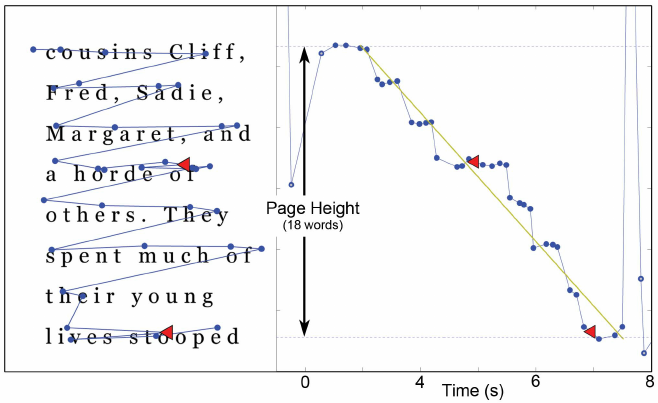 cousins Cliff,
Fred, Sadie,
Margaret, and
a horde of
others. They
spent much of
their young
lives stooped
Page Height
(18 words)
0 4 2 6 8
Time (s)